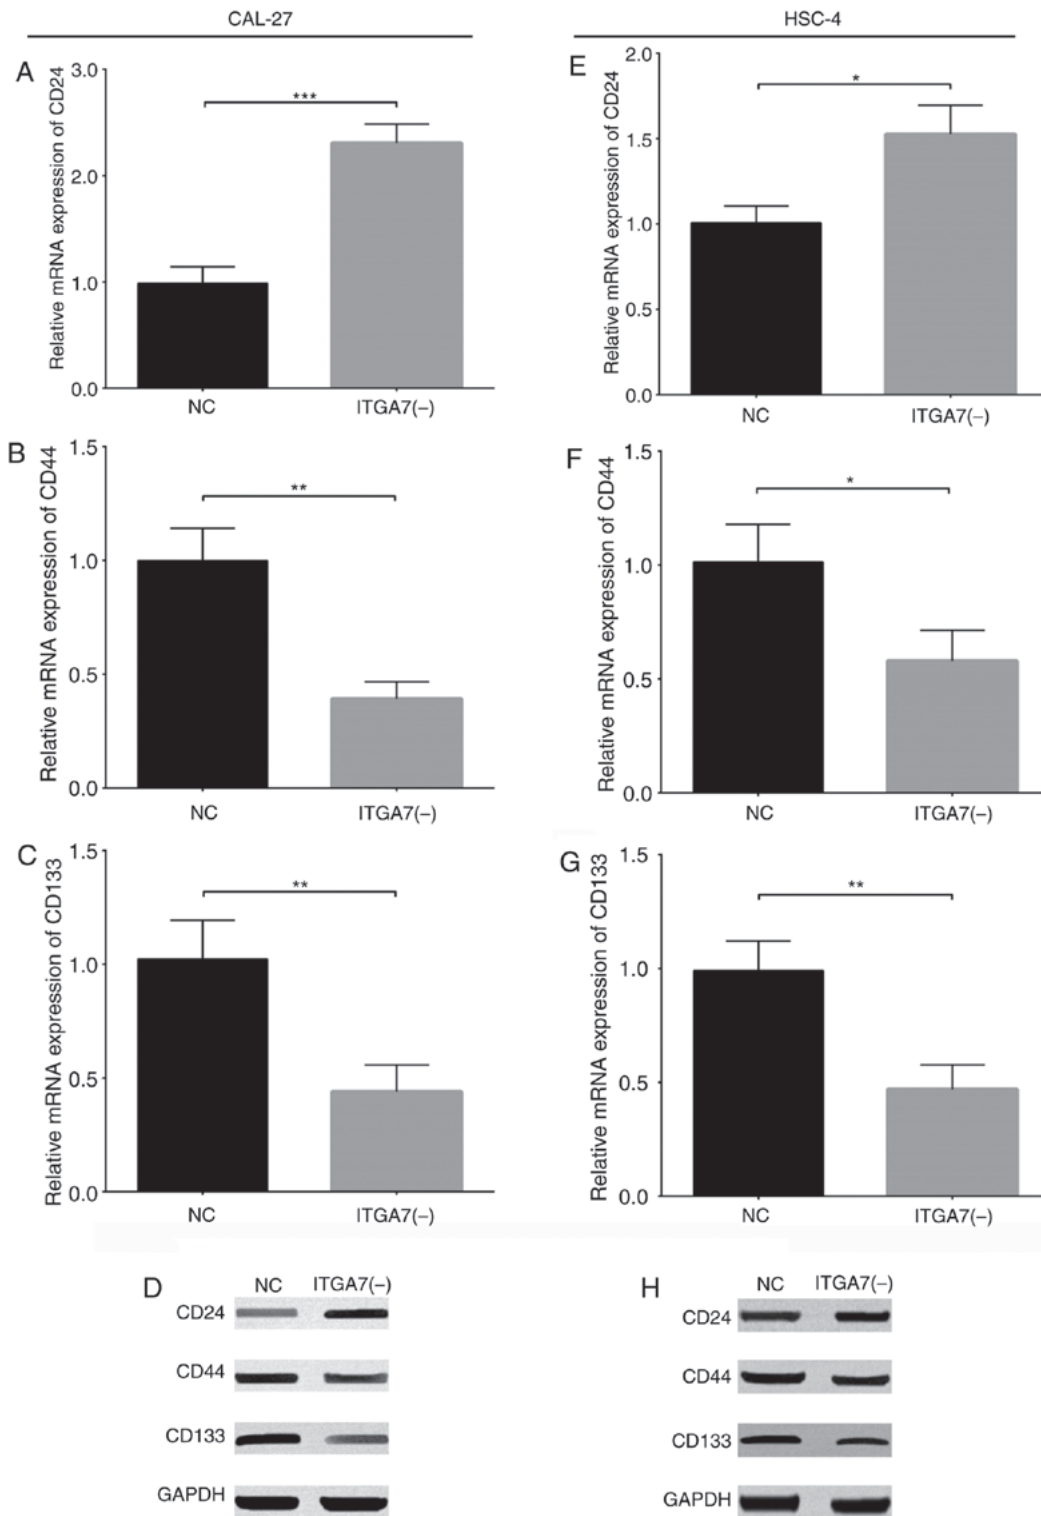 CAL-27
HSC-4
A
Relative mRNA expression of CD24
3.0
2.0
1.0
0.0
***
NC
ITGA7(–)
E
Relative mRNA expression of CD24
2.0
1.5
1.0
0.5
0.0
*
NC
ITGA7(–)
B
Relative mRNA expression of CD44
1.5
1.0
0.5
0.0
**
NC
ITGA7(–)
F
Relative mRNA expression of CD44
1.5
1.0
0.5
0.0
*
NC
ITGA7(–)
C
Relative mRNA expression of CD133
1.5
1.0
0.5
0.0
**
NC
ITGA7(–)
G
Relative mRNA expression of CD133
1.5
1.0
0.5
0.0
**
NC
ITGA7(–)
D
NC ITGA7(–)
CD24
CD44
CD133
GAPDH
H
NC ITGA7(–)
CD24
CD44
CD133
GAPDH